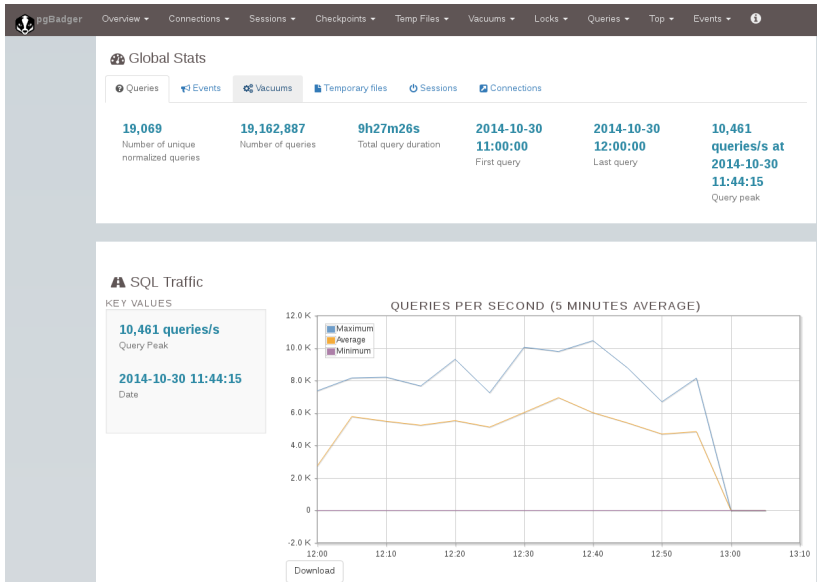 pgBadger Overview Connections Sessions Checkpoints Temp Files Vacuums Locks Queries Top Events
Global Stats
Queries Events Vacuums Temporary files Sessions Connections
19,069
Number of unique
normalized queries
19,162,887
Number of queries
9h27m26s
Total query duration
2014-10-30
11:00:00
First query
2014-10-30
12:00:00
Last query
10,461
queries/s at
2014-10-30
11:44:15
Query peak
SQL Traffic
KEY VALUES
10,461 queries/s
Query Peak
2014-10-30 11:44:15
Date
QUERIES PER SECOND (5 MINUTES AVERAGE)
Maximum
Average
Minimum
12.0 K
10.0 K
8.0 K
6.0 K
4.0 K
2.0 K
0
-2.0 K
12:00 12:10 12:20 12:30 12:40 12:50 13:00 13:10
Download